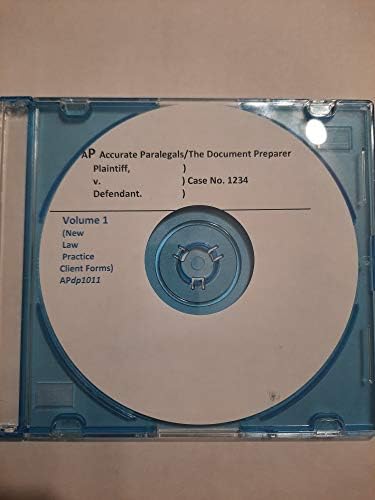 AP Accurate Paralegals/The Document Preparer
Plaintiff, )
v. ) Case No. 1234
Defendant. )
Volume 1
(New
Law
Practice
Client Forms)
APdp1011